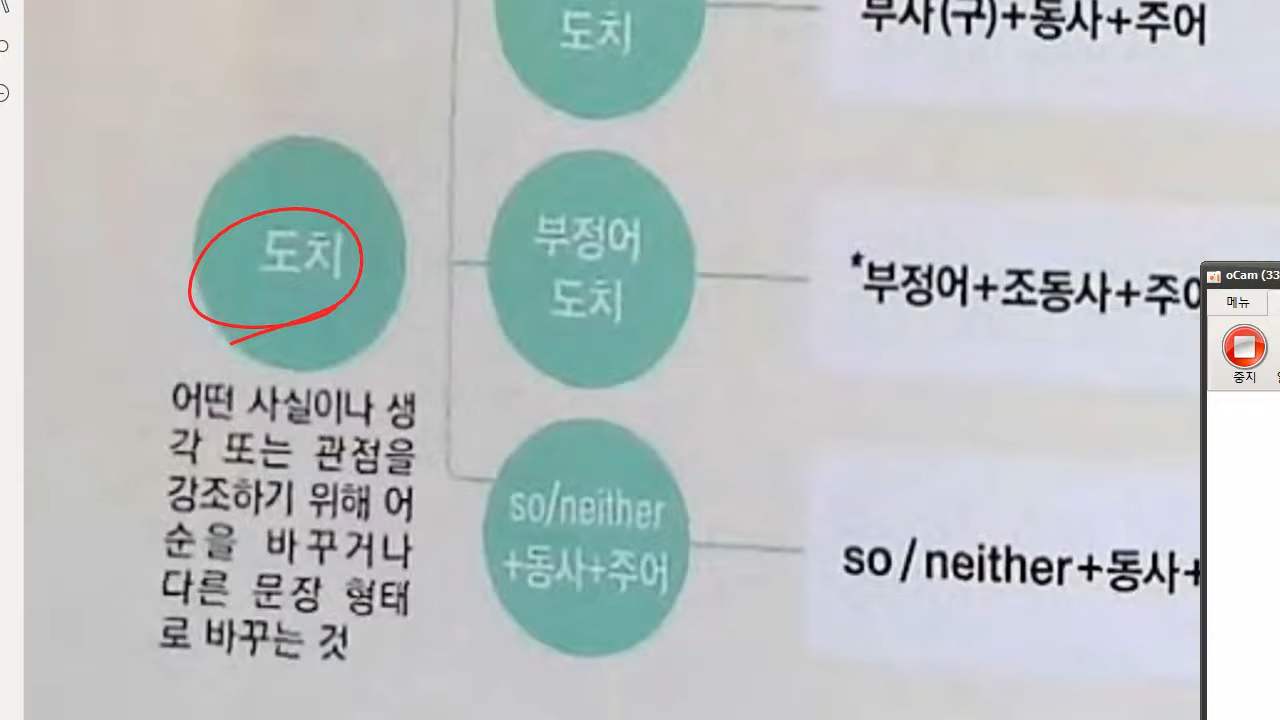 도치
부사(구)+동사+주어
도치
부정어
도치
*부정어+조동사+주어
어떤 사실이나 생
각 또는 관점을
강조하기 위해 어
순을 바꾸거나
다른 문장 형태
로 바꾸는 것
so/neither
+동사+주어
so/neither+동사+
oCam (33
메뉴
중지